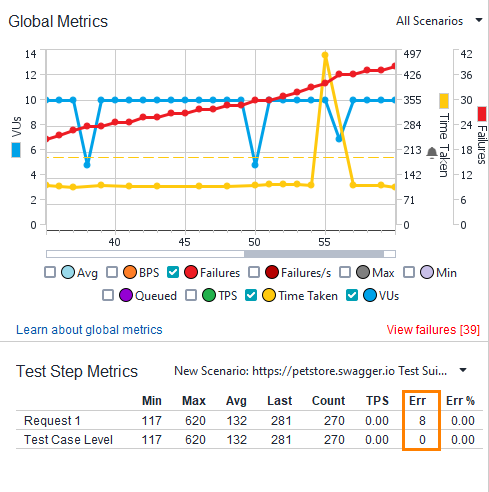 Global Metrics All Scenarios
14 497 42
12 426 36
10 355 30
8 284 24
6 213 18
4 142 12
2 71 6
0 0 0
VUs Time Taken Failures
40 45 50 55
Avg BPS Failures Failures/s Max Min
Queued TPS Time Taken VUs
Learn about global metrics View failures [39]
Test Step Metrics New Scenario: https://petstore.swagger.io Test Sui...
Min Max Avg Last Count TPS Err Err %
Request 1 117 620 132 281 270 0.00 8 0.00
Test Case Level 117 620 132 281 270 0.00 0 0.00